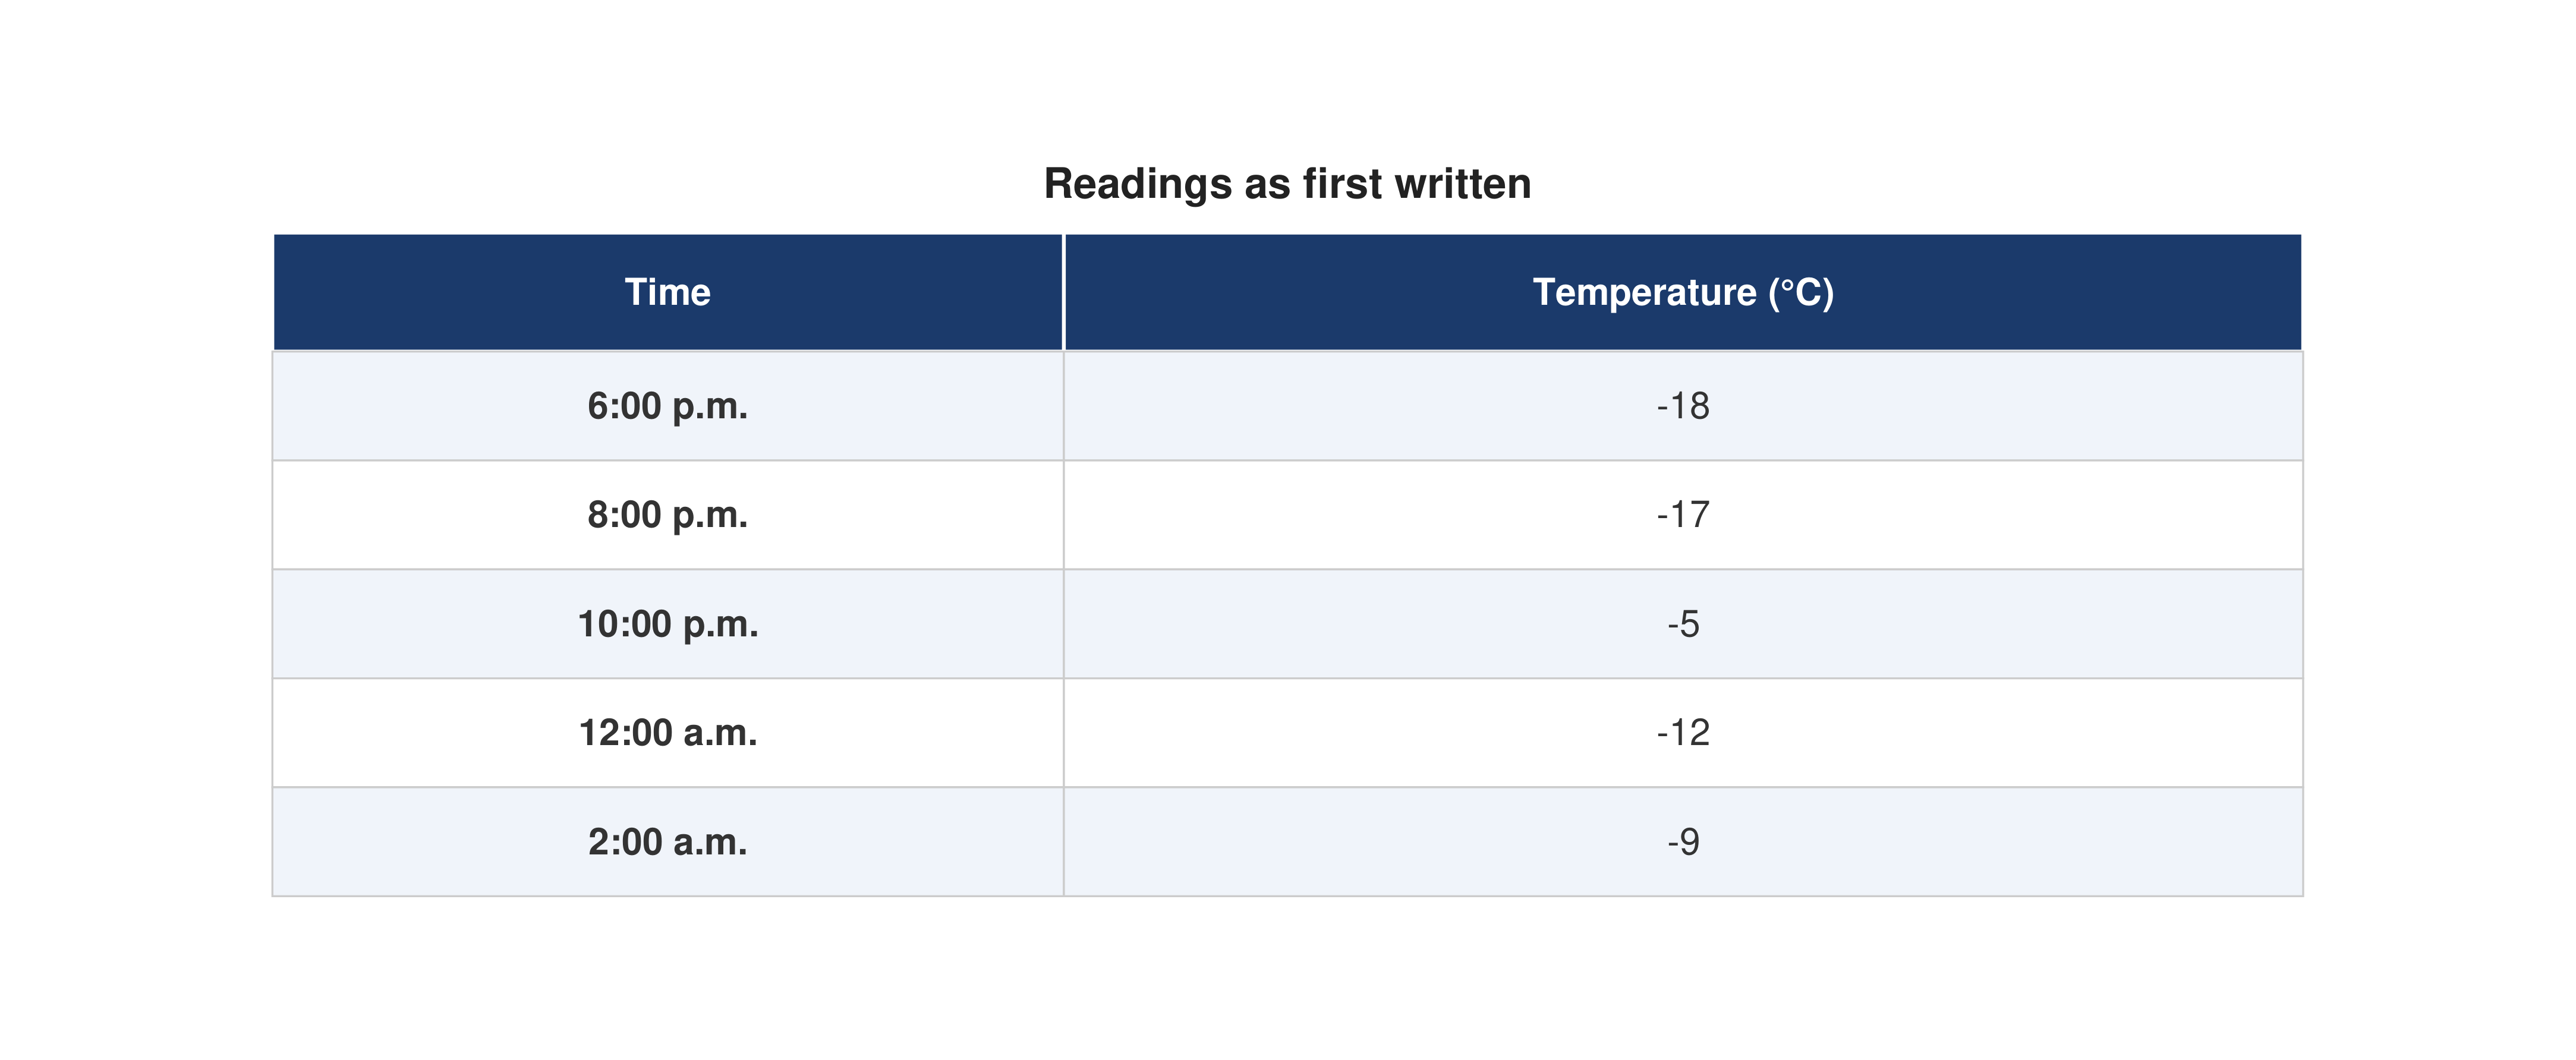 Readings as first written
Time Temperature (°C)
6:00 p.m. -18
8:00 p.m. -17
10:00 p.m. -5
12:00 a.m. -12
2:00 a.m. -9